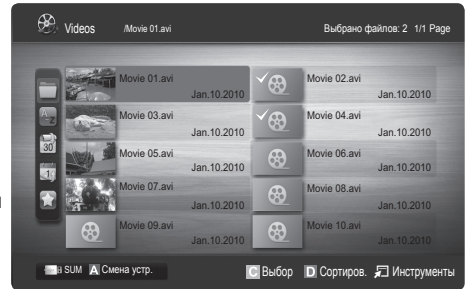 Videos /Movie 01.avi Выбрано файлов: 2 1/1 Page
Movie 01.avi Movie 02.avi
Jan.10.2010 Jan.10.2010
Movie 03.avi Movie 04.avi
Jan.10.2010 Jan.10.2010
30 Movie 05.avi Movie 06.avi
Jan.10.2010 Jan.10.2010
1 Movie 07.avi Movie 08.avi
Jan.10.2010 Jan.10.2010
Movie 09.avi Movie 10.avi
Jan.10.2010 Jan.10.2010
SUM A Смена устр. C Выбор D Сортиров. Инструменты